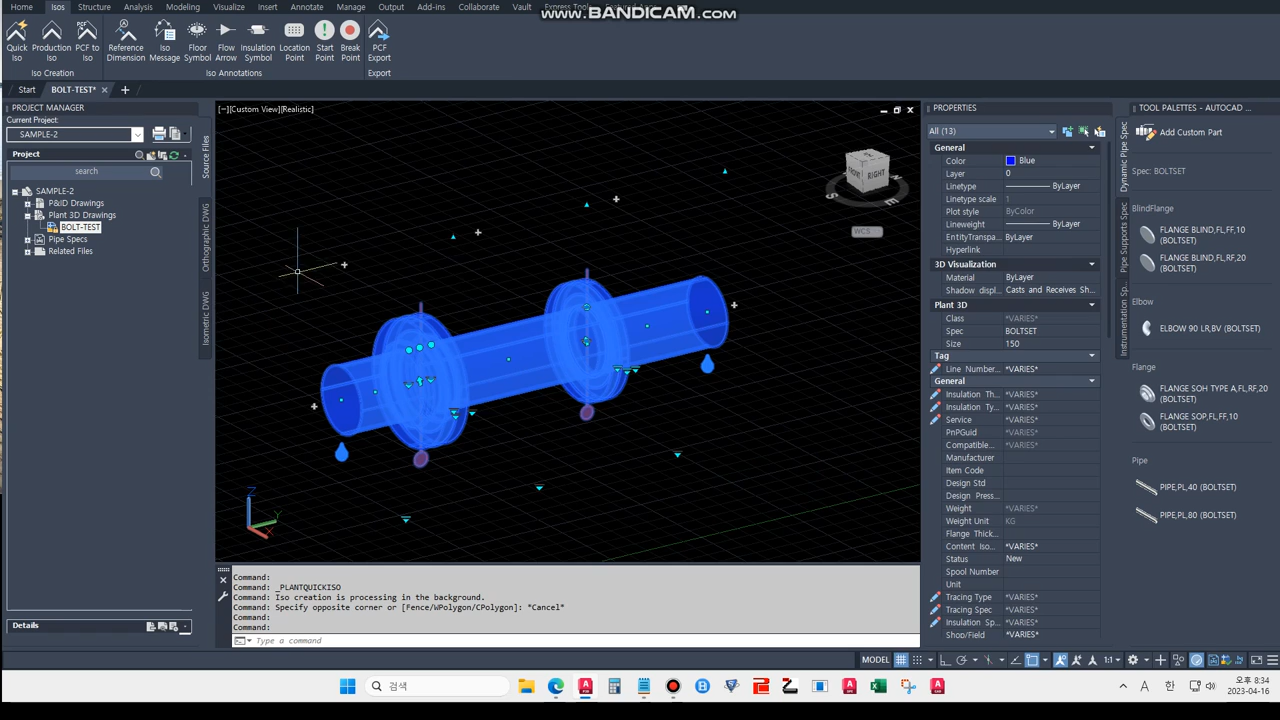 www.BANDICAM.com
Home Isos Structure Analysis Modeling Visualize Insert Annotate Manage Output Add-ins Collaborate Vault Express Tools
Quick Iso
Production Iso
PCF to Iso
Reference Dimension
Iso Message
Floor Symbol
Flow Arrow
Insulation Symbol
Location Point
Start Point
Break Point
PCF Export
Iso Creation
Iso Annotations
Export
Start
BOLT-TEST*
PROJECT MANAGER
Current Project:
SAMPLE-2
Project
search
SAMPLE-2
P&ID Drawings
Plant 3D Drawings
BOLT-TEST
Pipe Specs
Related Files
Details
Source Files
Orthographic DWG
Isometric DWG
[−][Custom View][Realistic]
FRONT
RIGHT
S
E
WCS
Z
Y
X
Command:
Command: _PLANTQUICKISO
Command: Iso creation is processing in the background.
Command: Specify opposite corner or [Fence/WPolygon/CPolygon]: *Cancel*
Command:
Command:
Type a command
PROPERTIES
All (13)
General
Color Blue
Layer 0
Linetype ByLayer
Linetype scale 1
Plot style ByColor
Lineweight ByLayer
EntityTranspa... ByLayer
Hyperlink
3D Visualization
Material ByLayer
Shadow displ... Casts and Receives Sh...
Plant 3D
Class *VARIES*
Spec BOLTSET
Size 150
Tag
Line Number... *VARIES*
General
Insulation Th... *VARIES*
Insulation Ty... *VARIES*
Service *VARIES*
PnPGuid *VARIES*
Compatible... *VARIES*
Manufacturer
Item Code
Design Std
Design Press...
Weight *VARIES*
Weight Unit KG
Flange Thick...
Content Iso... *VARIES*
Status New
Spool Number
Unit
Tracing Type *VARIES*
Tracing Spec *VARIES*
Insulation Sp... *VARIES*
Shop/Field *VARIES*
TOOL PALETTES - AUTOCAD ...
Dynamic Pipe Spec
Pipe Supports Spec
Instrumentation Sp...
Add Custom Part
Spec: BOLTSET
BlindFlange
FLANGE BLIND,FL,FF,10
(BOLTSET)
FLANGE BLIND,FL,RF,20
(BOLTSET)
Elbow
ELBOW 90 LR,BV (BOLTSET)
Flange
FLANGE SOH TYPE A,FL,RF,20
(BOLTSET)
FLANGE SOP,FL,FF,10
(BOLTSET)
Pipe
PIPE,PL,40 (BOLTSET)
PIPE,PL,80 (BOLTSET)
MODEL
1:1
검색
A 한
오후 8:34
2023-04-16